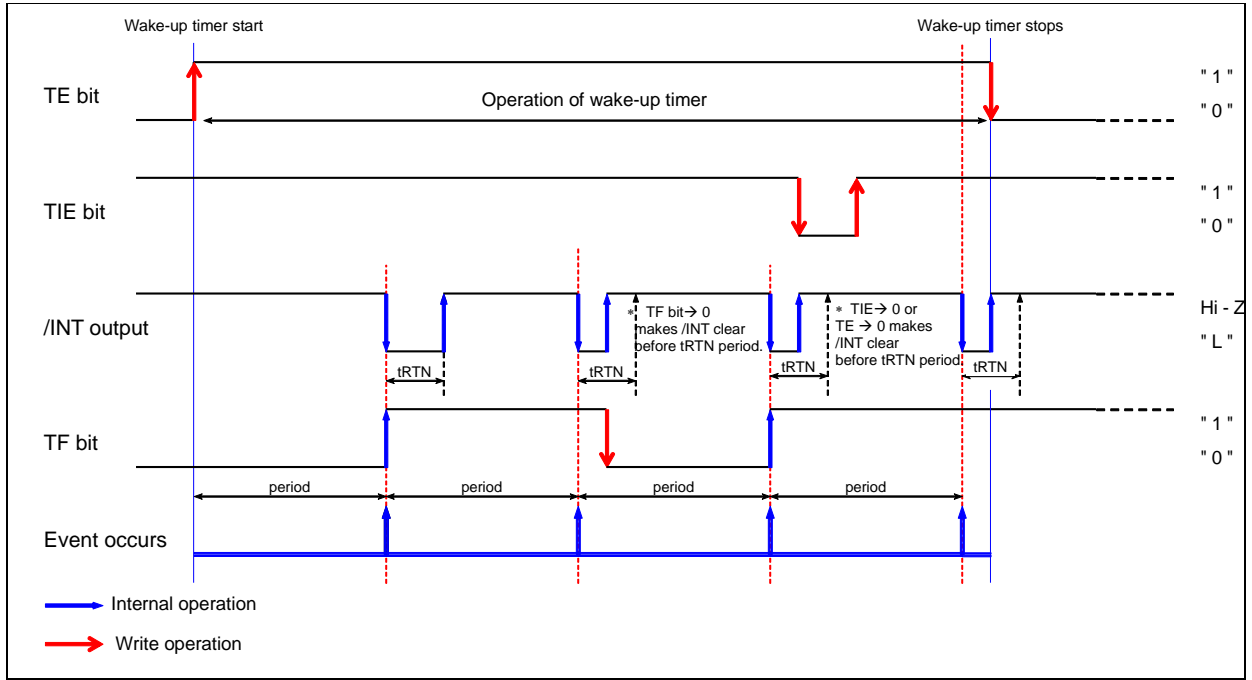 Wake-up timer start
Wake-up timer stops
TE bit
Operation of wake-up timer
" 1 "
" 0 "
TIE bit
" 1 "
" 0 "
/INT output
* TF bit→ 0
makes /INT clear
before tRTN period.
* TIE→ 0 or
TE → 0 makes
/INT clear
before tRTN period
Hi - Z
" L "
tRTN
tRTN
tRTN
tRTN
TF bit
" 1 "
" 0 "
period
period
period
period
Event occurs
Internal operation
Write operation